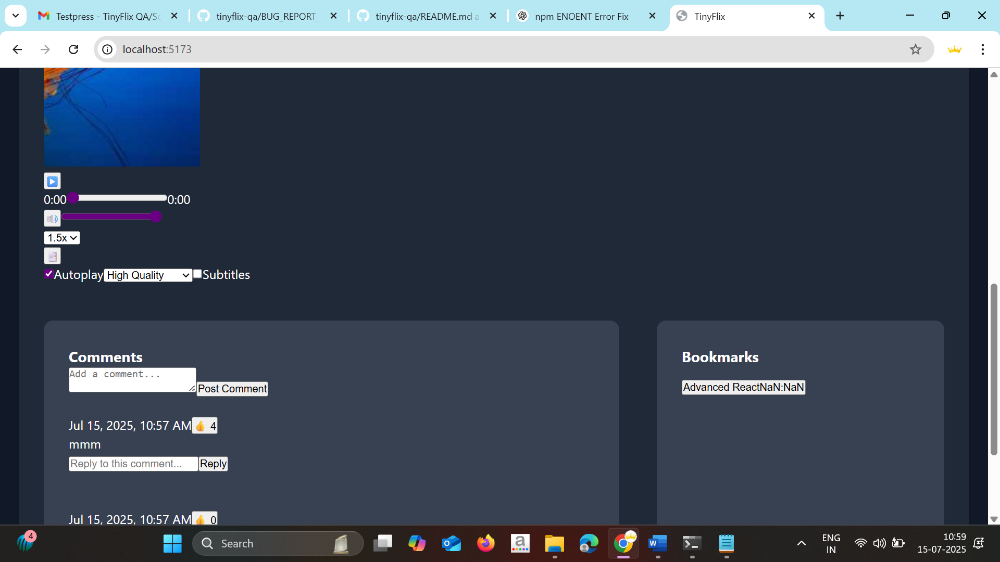 Testpress - TinyFlix QA/Sc
tinyflix-qa/BUG_REPORT_
tinyflix-qa/README.md a
npm ENOENT Error Fix
TinyFlix
localhost:5173
0:00 0:00
1.5x
Autoplay High Quality Subtitles
Comments
Add a comment...
Post Comment
Jul 15, 2025, 10:57 AM 👍 4
mmm
Reply to this comment... Reply
Jul 15, 2025, 10:57 AM 👍 0
Bookmarks
Advanced ReactNaN:NaN
4
Search
ENG
IN
10:59
15-07-2025